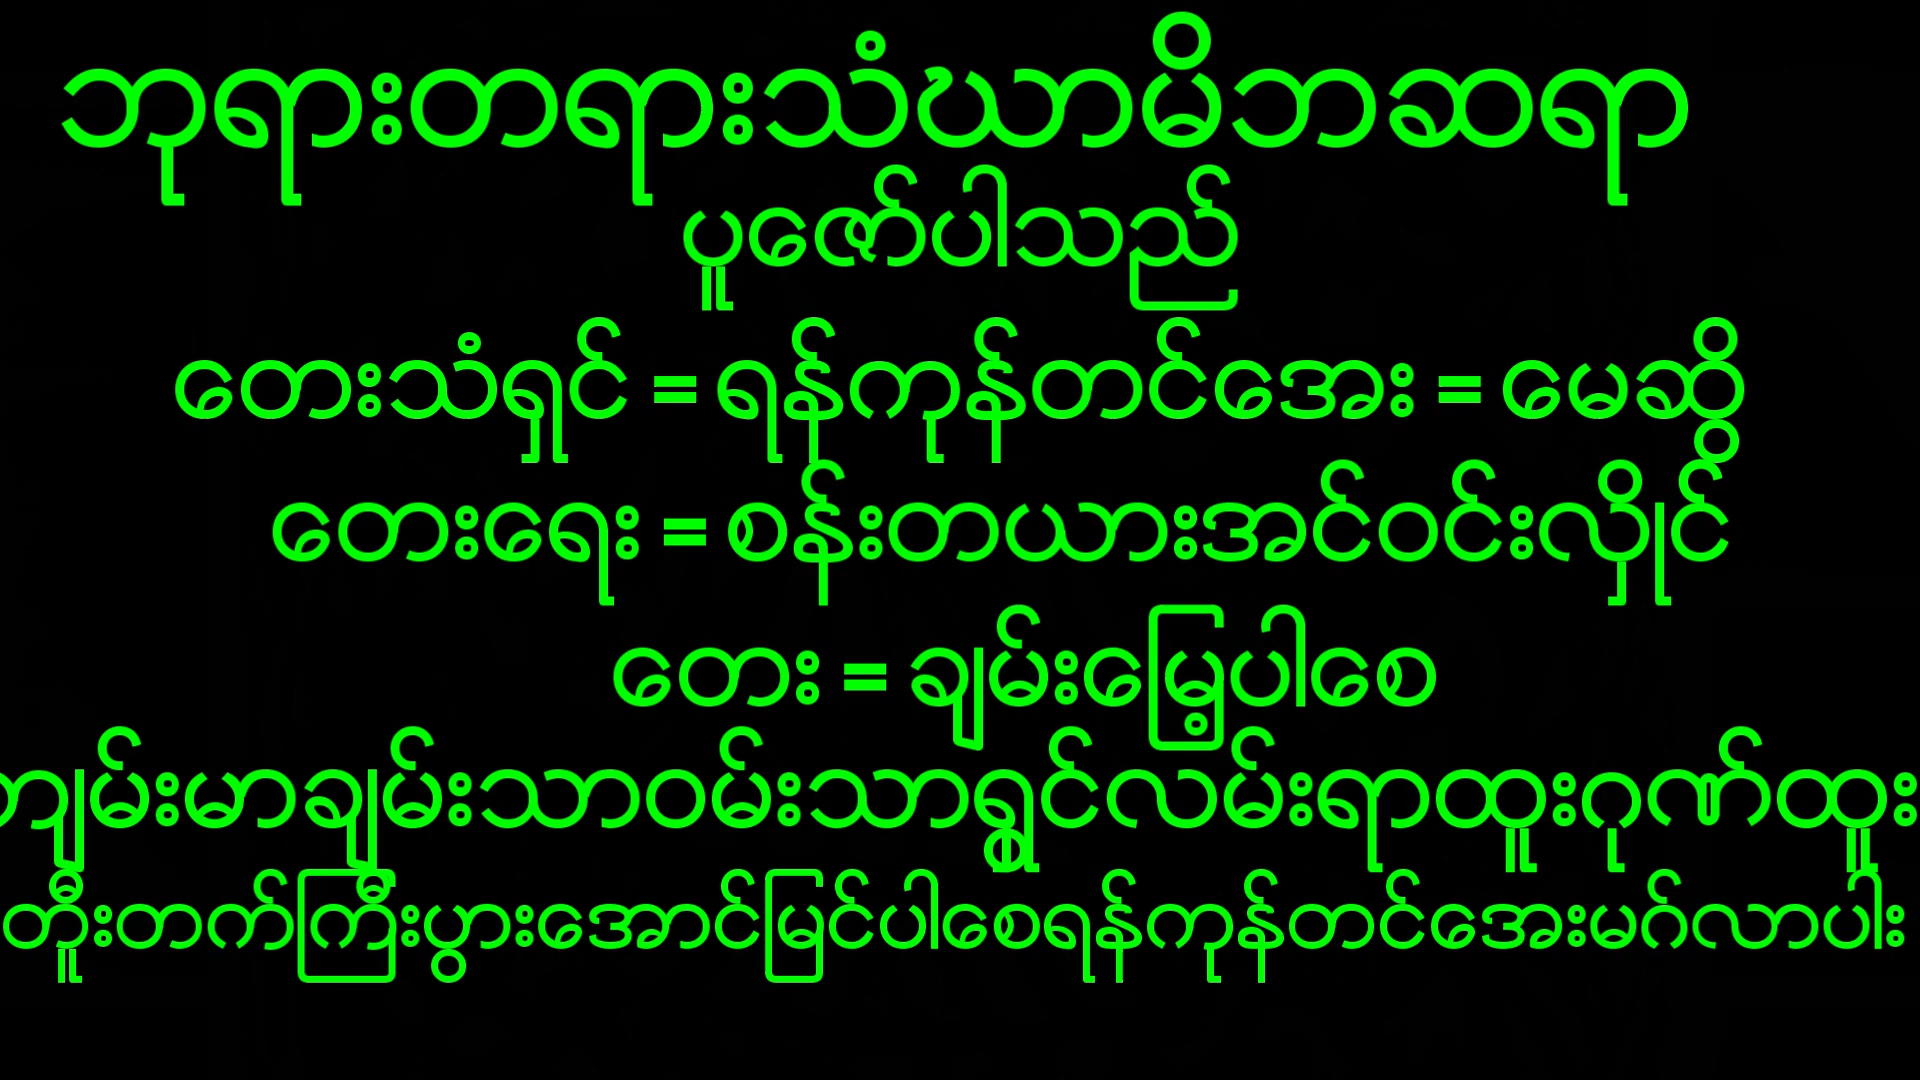 ဘုရားတရားသံဃာမိဘဆရာ
ပူဇော်ပါသည်
တေးသံရှင် = ရန်ကုန်တင်အေး = မေဆွိ
တေးရေး = စန်းတယားအင်ဝင်းလှိုင်
တေး = ချမ်းမြေ့ပါစေ
ကျမ်းမာချမ်းသာဝမ်းသာရွှင်လမ်းရာထူးဂုဏ်ထူး
တိုးတက်ကြီးပွားအောင်မြင်ပါစေရန်ကုန်တင်အေးမင်္ဂလာပါး